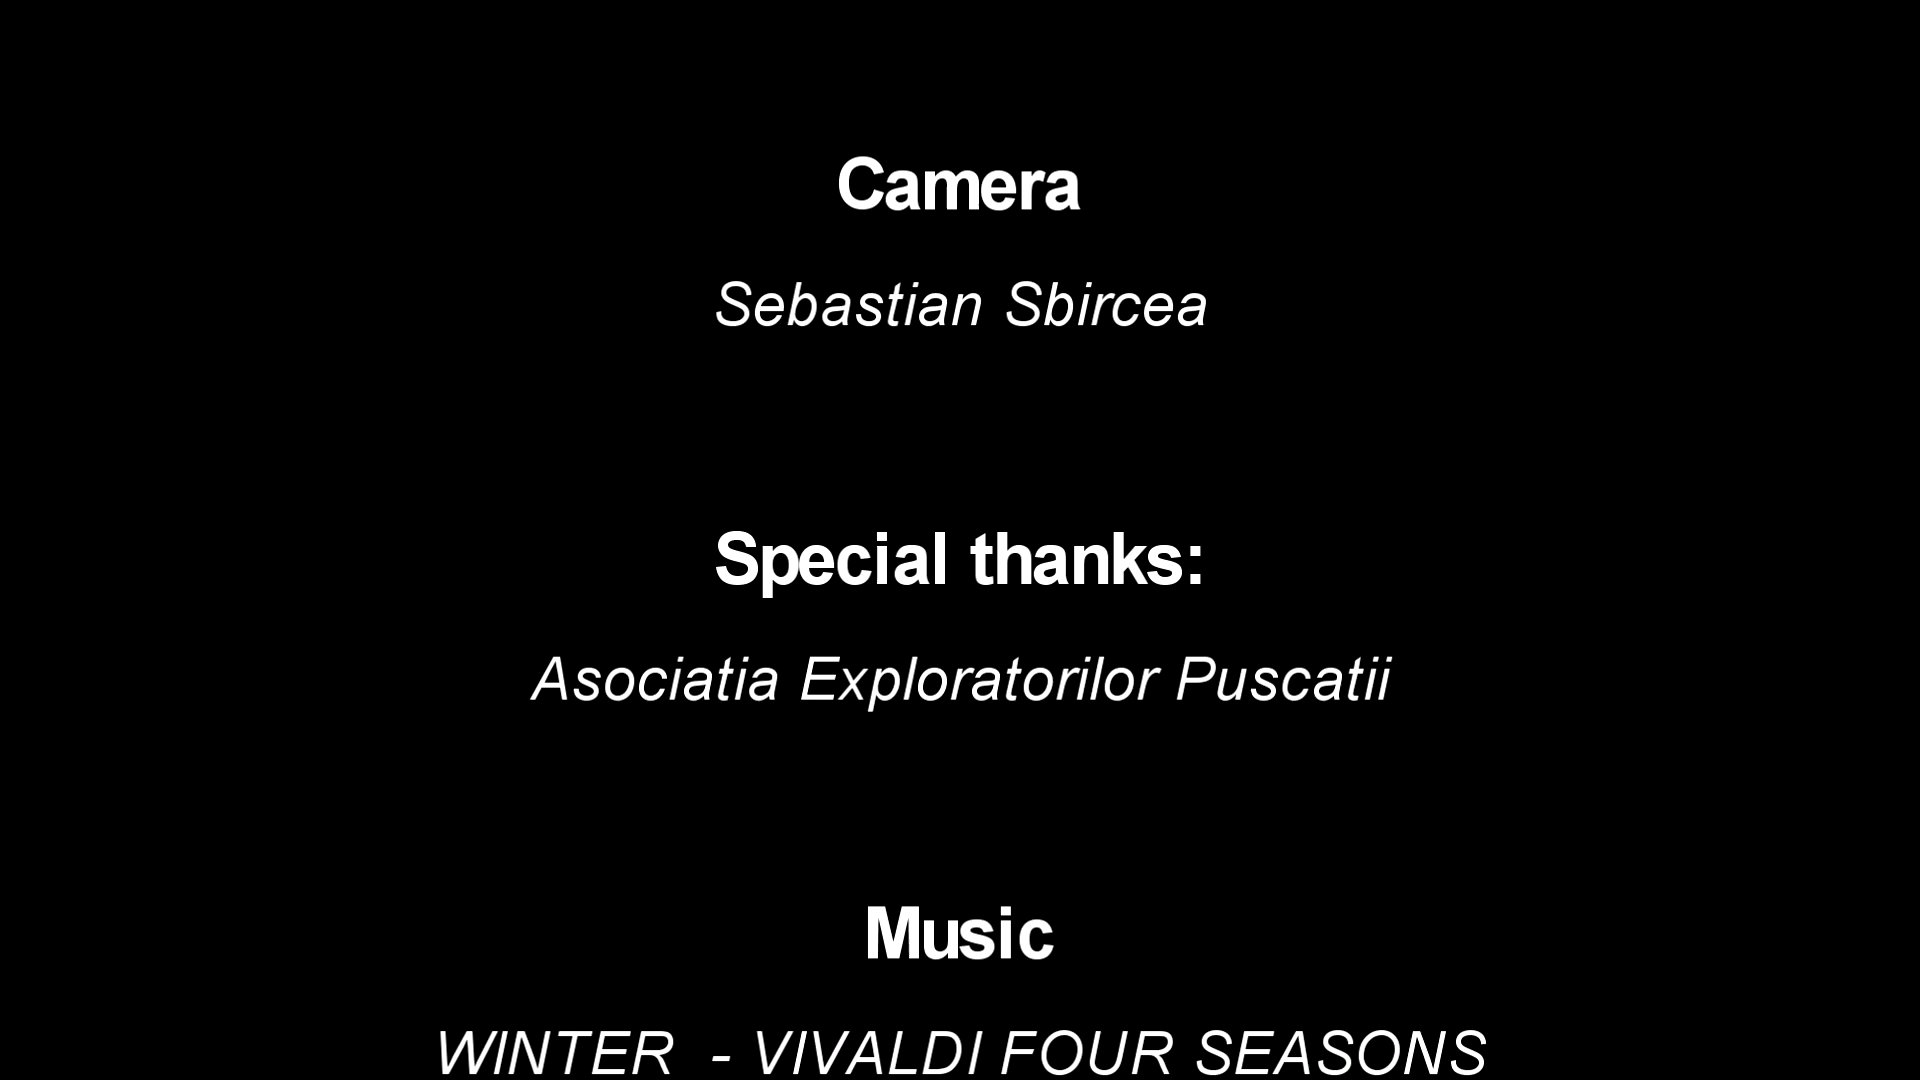 Camera
Sebastian Sbircea
Special thanks:
Asociatia Exploratorilor Puscatii
Music
WINTER - VIVALDI FOUR SEASONS